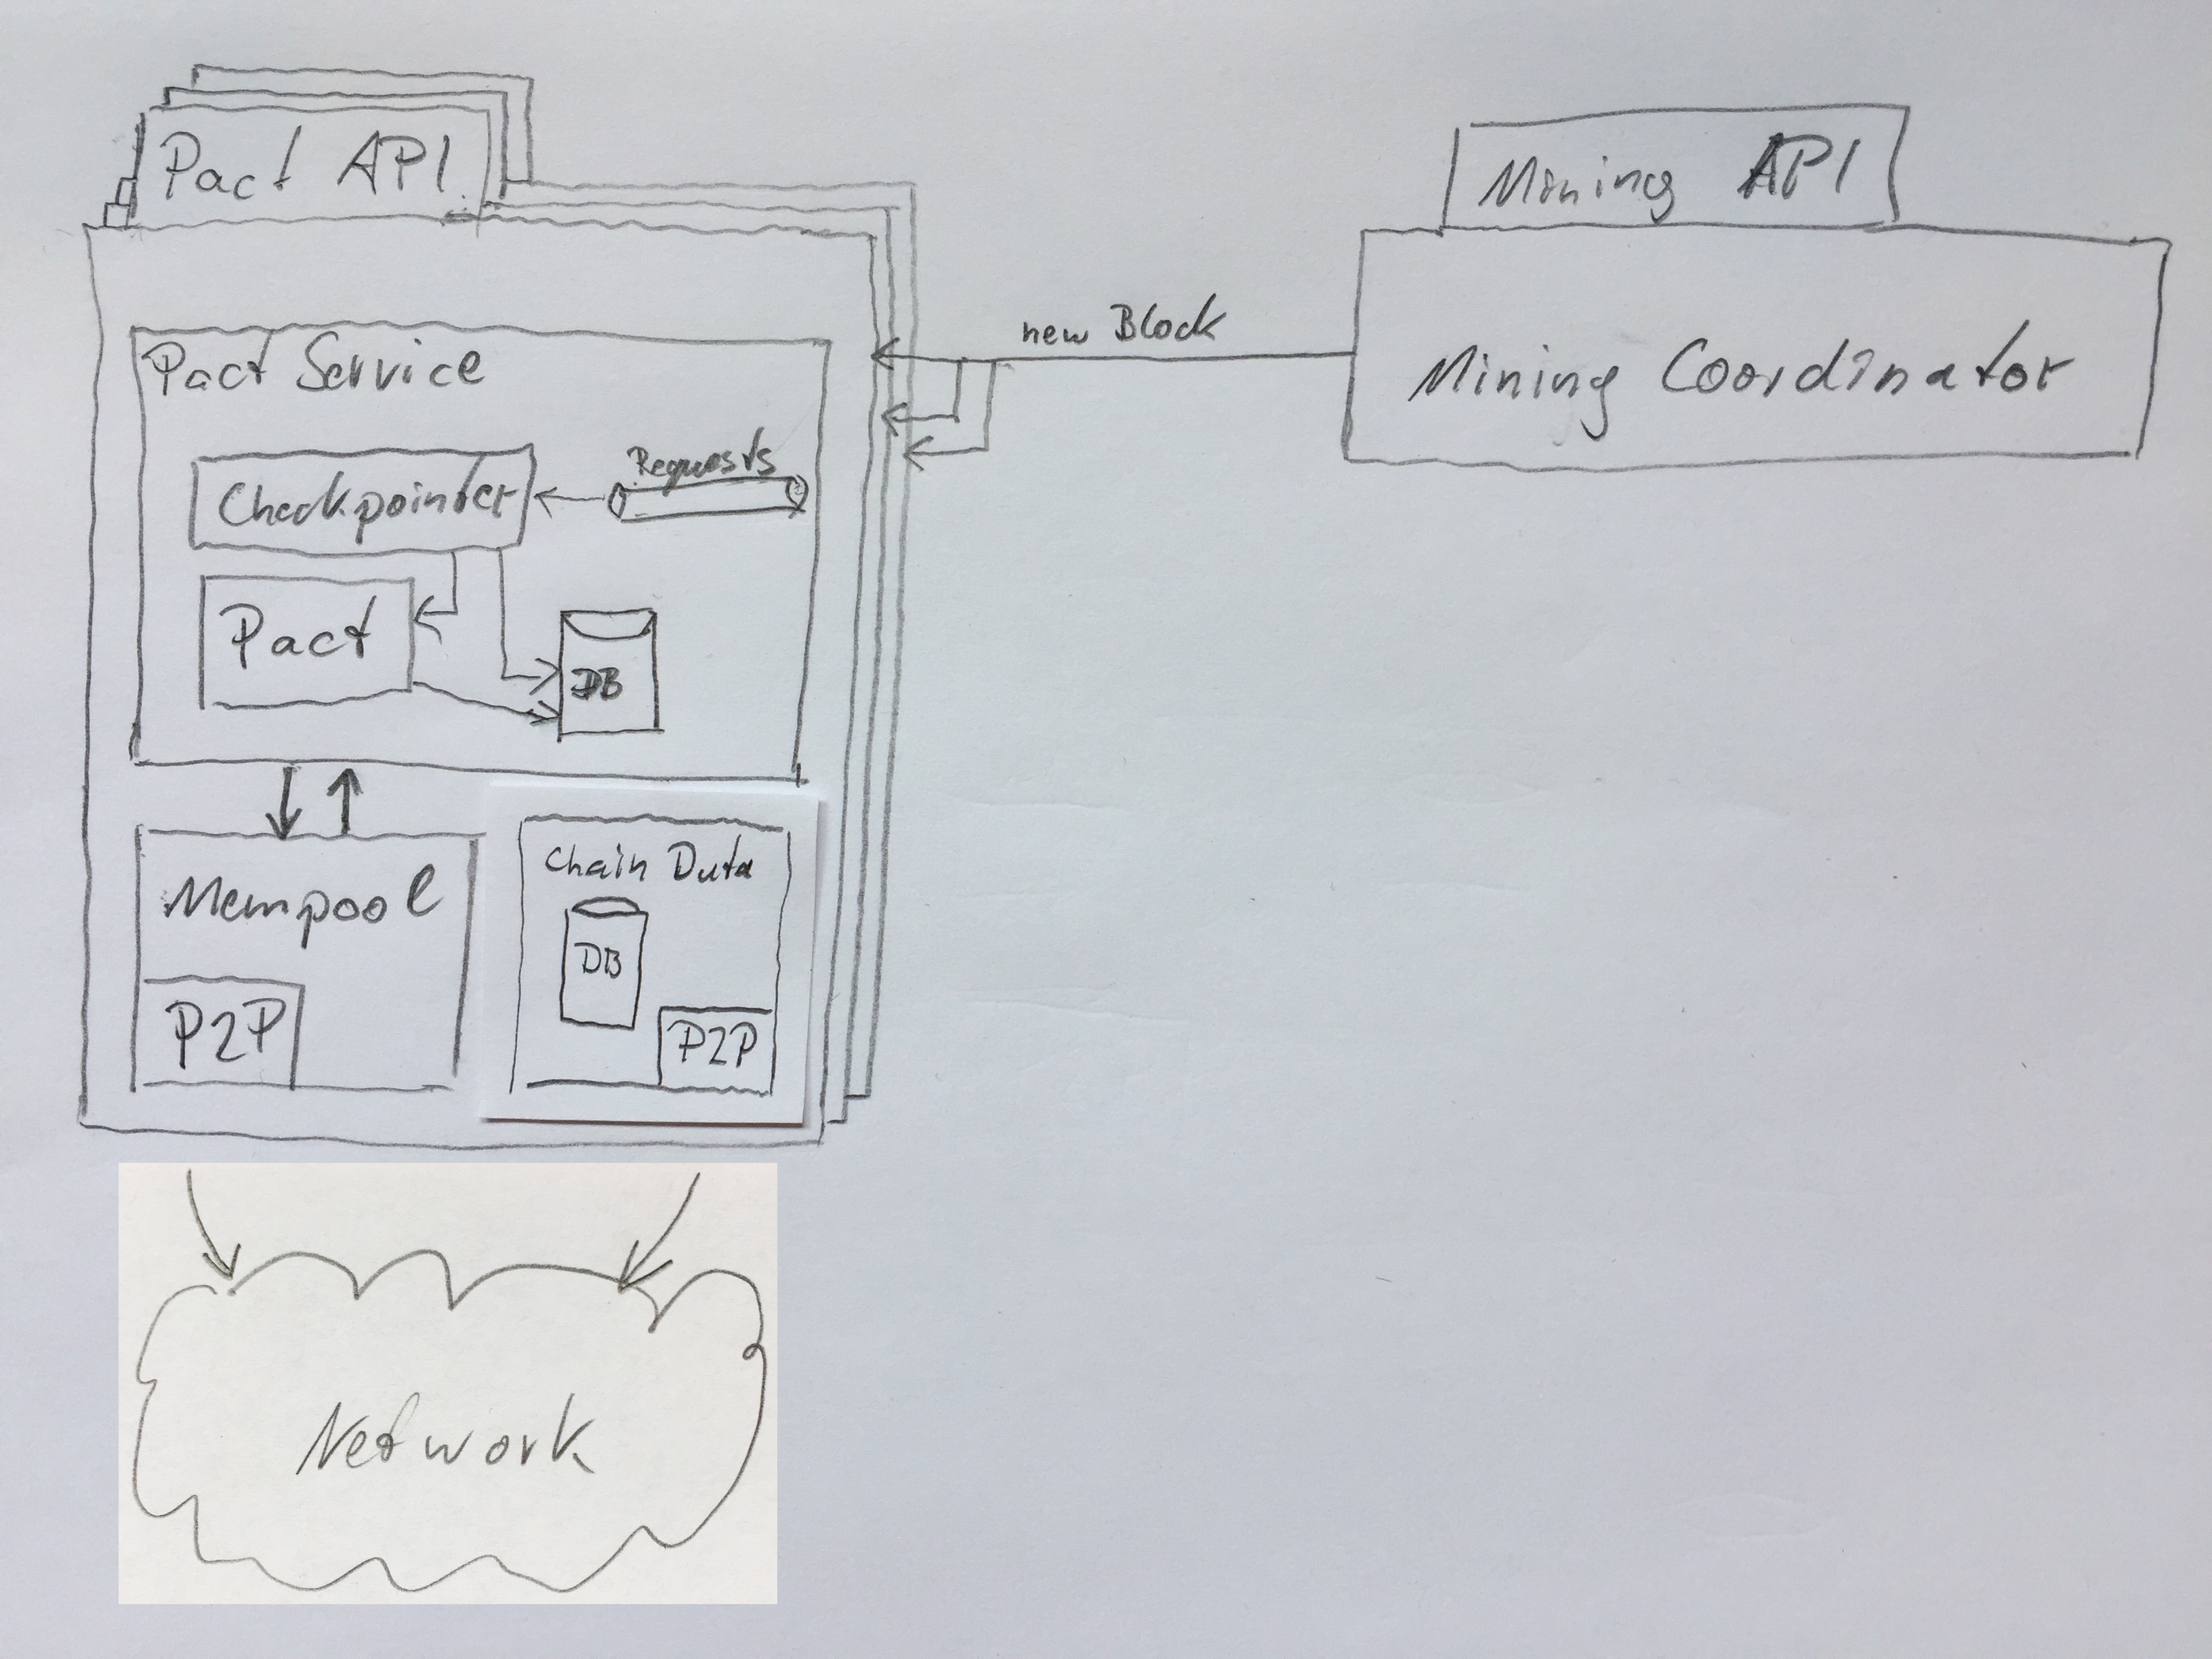 Pact API
Mining API
new Block
Mining Coordinator
Pact Service
Requests
Checkpointer
Pact
DB
Mempool
P2P
Chain Data
DB
P2P
Network